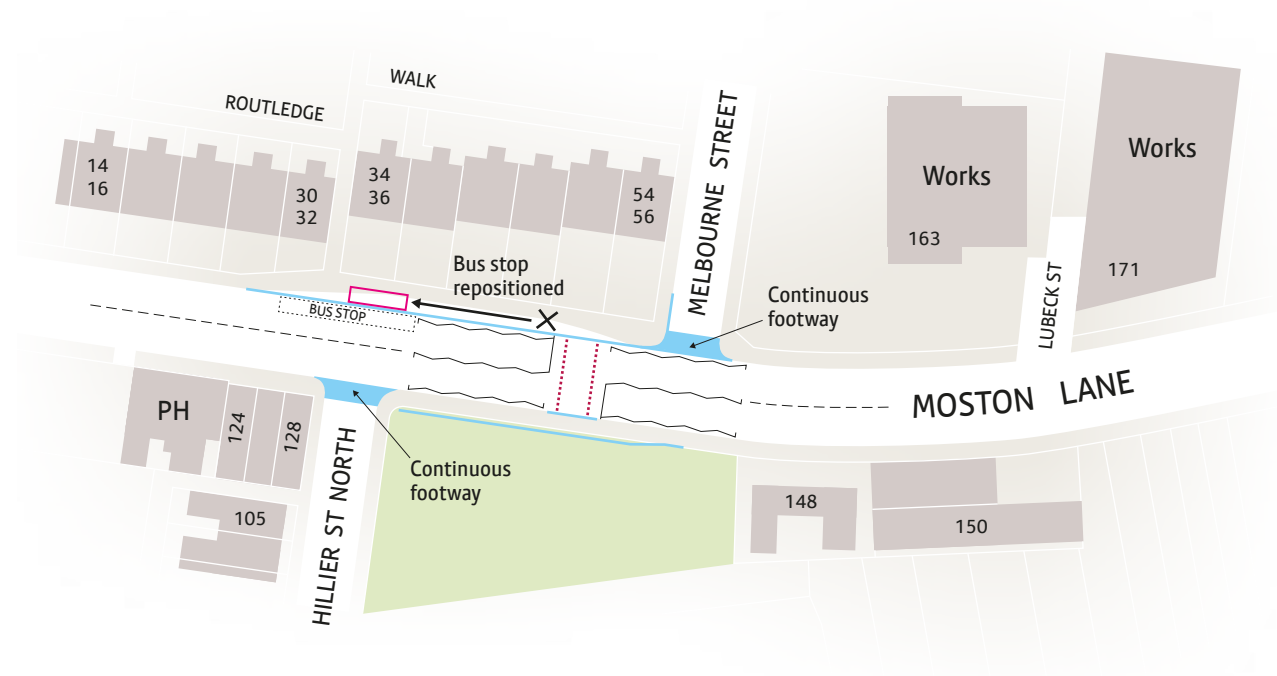 WALK
ROUTLEDGE
MELBOURNE STREET
Works
Works
14
16
34
36
30
32
54
56
163
171
LUBECK ST
Bus stop
repositioned
BUS STOP
Continuous
footway
MOSTON LANE
PH
124
128
Continuous
footway
HILLIER ST NORTH
105
148
150